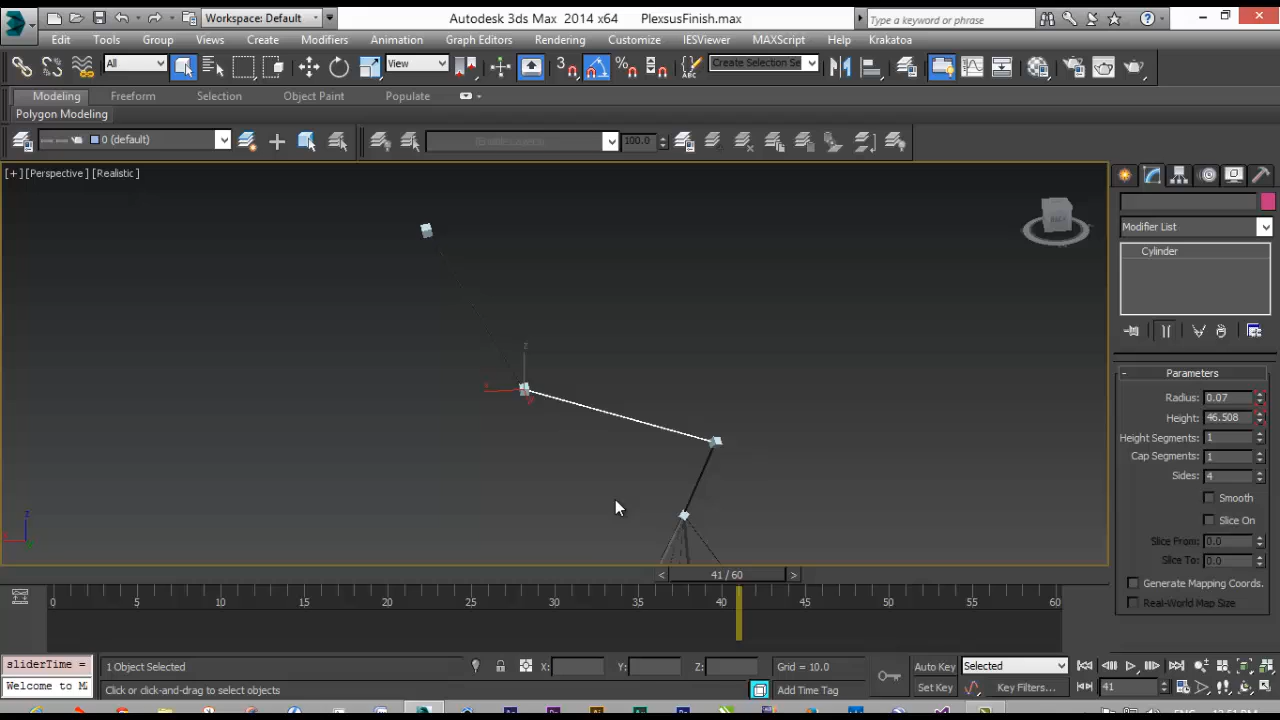 Workspace: Default
Autodesk 3ds Max 2014 x64 PlexsusFinish.max
Type a keyword or phrase
Edit Tools Group Views Create Modifiers Animation Graph Editors Rendering Customize IESViewer MAXScript Help Krakatoa
All
View
3
Create Selection Se
Modeling Freeform Selection Object Paint Populate
Polygon Modeling
0 (default)
100.0
[+] [Perspective] [Realistic]
BACK
Modifier List
Cylinder
Parameters
Radius: 0.07
Height: 46.508
Height Segments: 1
Cap Segments: 1
Sides: 4
Smooth
Slice On
Slice From: 0.0
Slice To: 0.0
Generate Mapping Coords.
Real-World Map Size
z
x
z
41 / 60
0 5 10 15 20 25 30 35 40 45 50 55 60
sliderTime =
1 Object Selected
X: Y: Z:
Grid = 10.0
Auto Key
Selected
Welcome to M
Click or click-and-drag to select objects
Add Time Tag
Set Key
Key Filters...
41